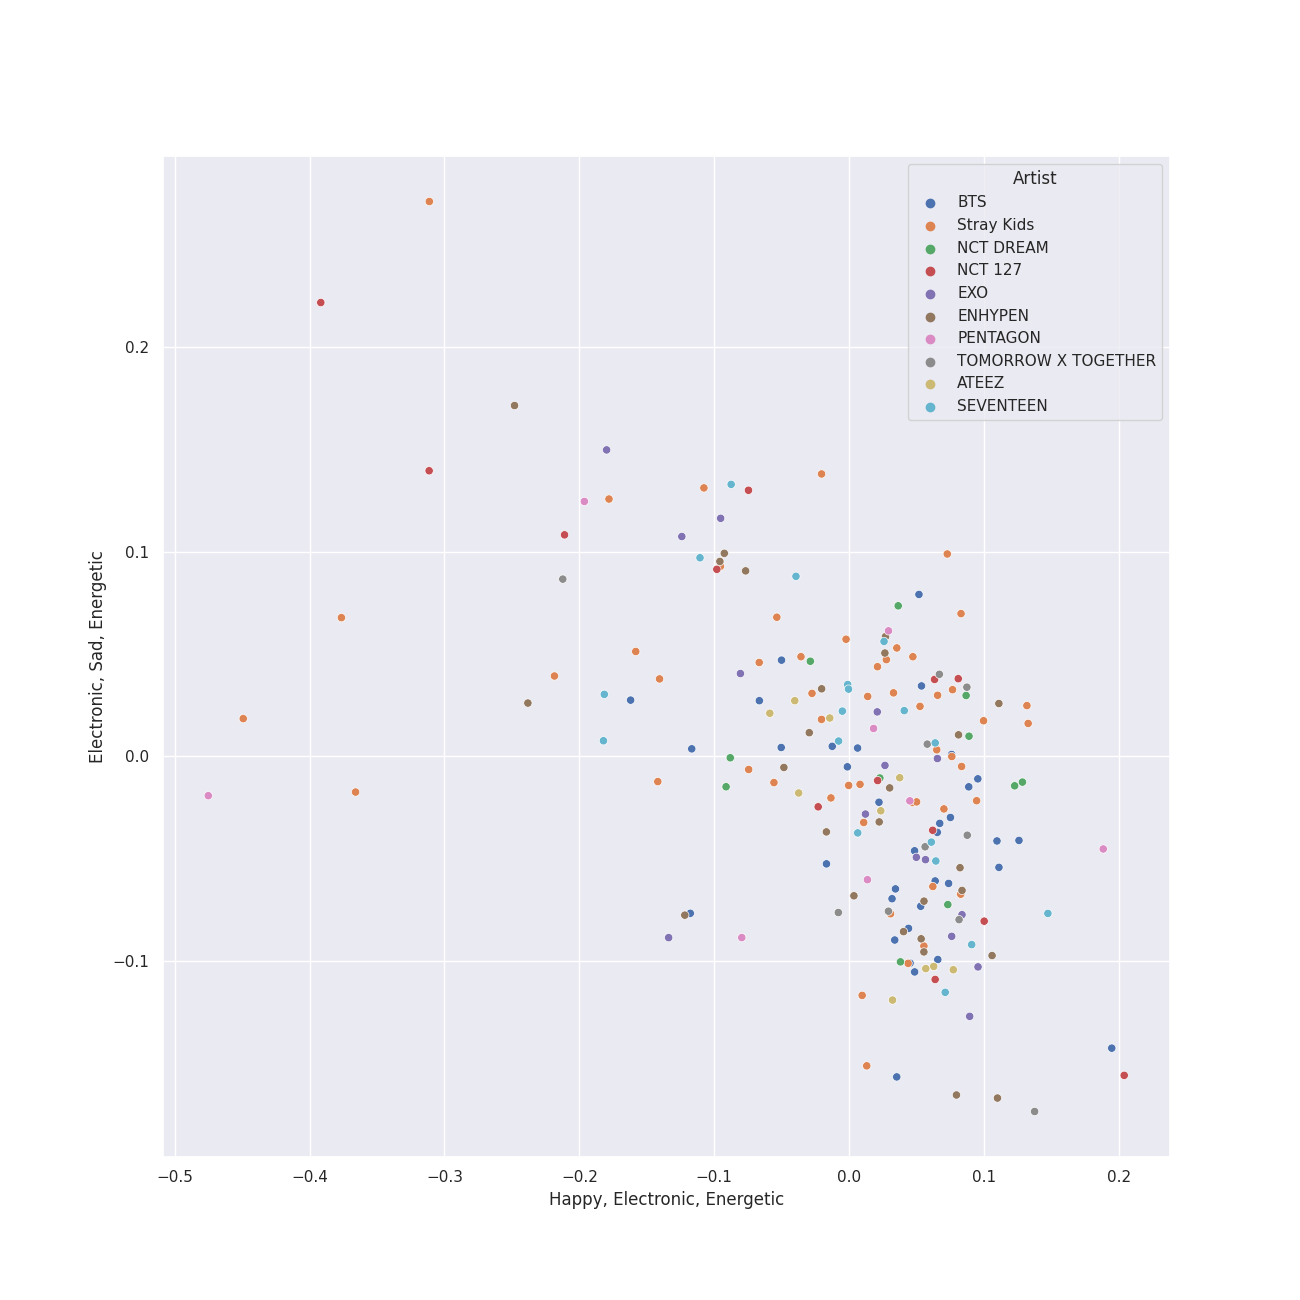 Artist
BTS
Stray Kids
NCT DREAM
NCT 127
EXO
ENHYPEN
PENTAGON
TOMORROW X TOGETHER
ATEEZ
SEVENTEEN
0.2
0.1
0.0
−0.1
Electronic, Sad, Energetic
−0.5 −0.4 −0.3 −0.2 −0.1 0.0 0.1 0.2
Happy, Electronic, Energetic